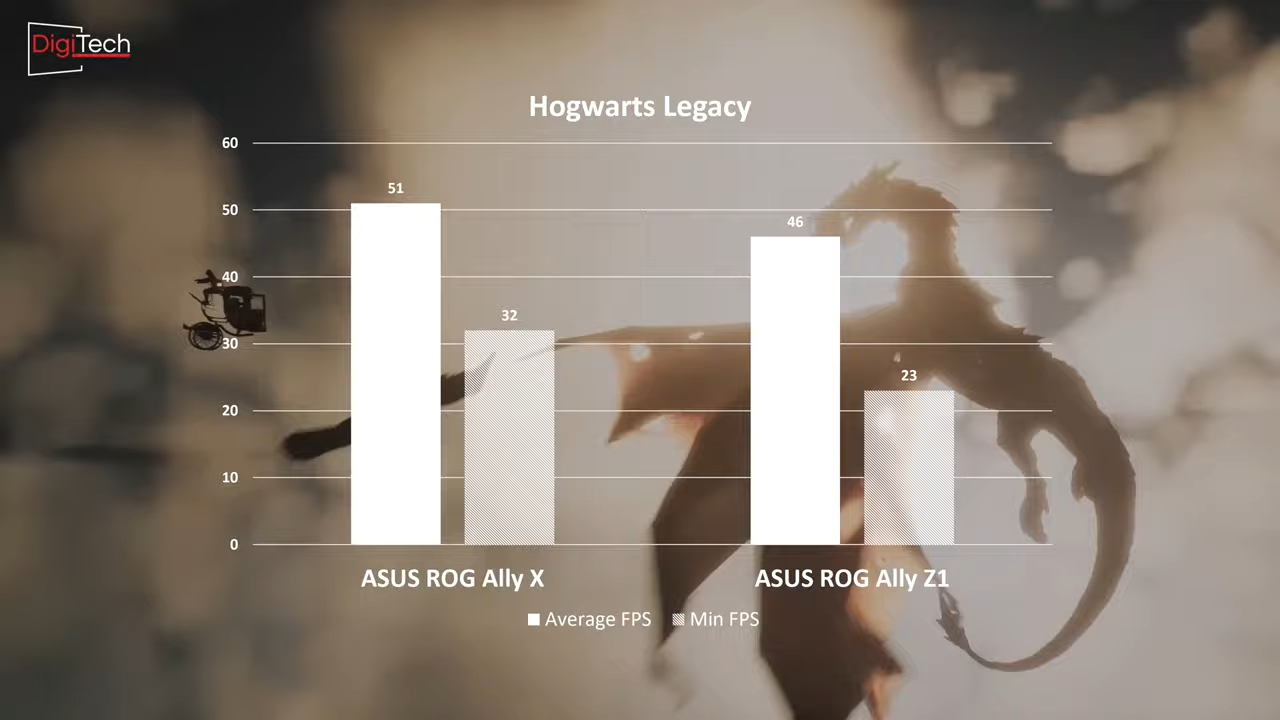 DigiTech
Hogwarts Legacy
60
50
40
30
20
10
0
51
32
46
23
ASUS ROG Ally X
ASUS ROG Ally Z1
Average FPS
Min FPS